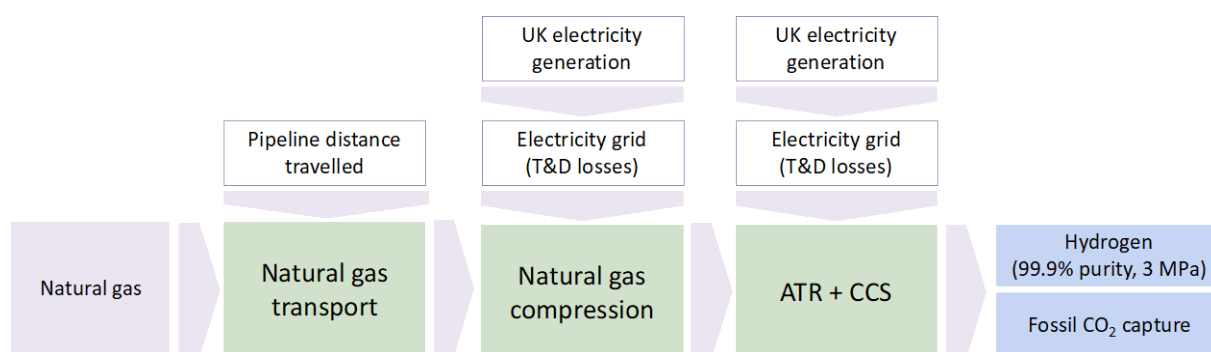 UK electricity
generation
UK electricity
generation
Pipeline distance
travelled
Electricity grid
(T&D losses)
Electricity grid
(T&D losses)
Natural gas
Natural gas
transport
Natural gas
compression
ATR + CCS
Hydrogen
(99.9% purity, 3 MPa)
Fossil CO₂ capture